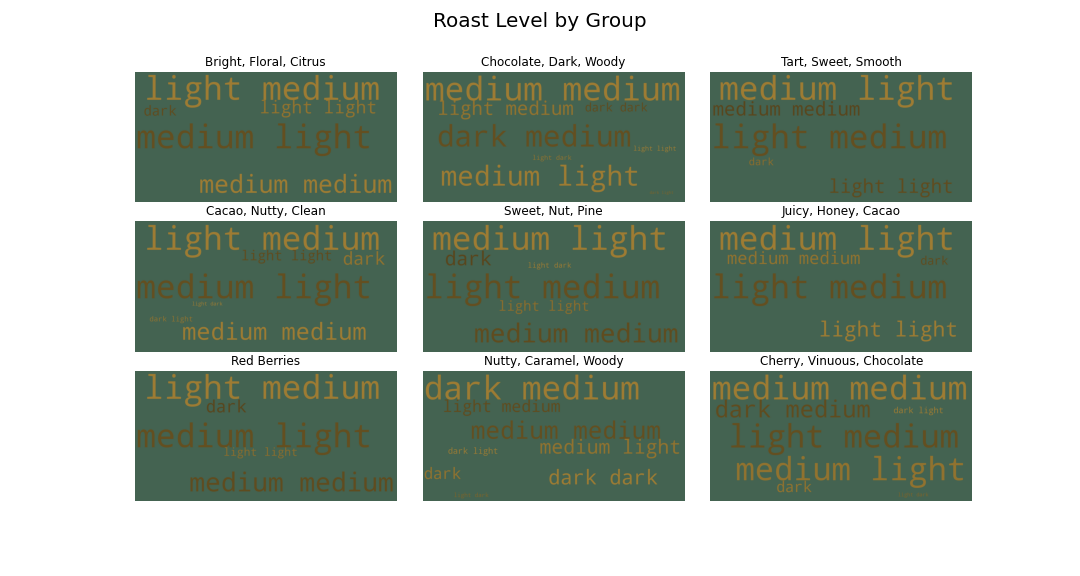 Roast Level by Group
Bright, Floral, Citrus
light medium
dark light light
medium light
medium medium
Chocolate, Dark, Woody
medium medium
light medium dark dark
dark medium
light light
light dark
medium light
Tart, Sweet, Smooth
medium light
medium medium
light medium
dark
light light
Cacao, Nutty, Clean
light medium
light light dark
medium light
light dark
dark light
medium medium
Sweet, Nut, Pine
medium light
dark
light dark
light medium
light light
medium medium
Juicy, Honey, Cacao
medium light
medium medium dark
light medium
light light
Red Berries
light medium
dark
medium light
light light
medium medium
Nutty, Caramel, Woody
dark medium
light medium
medium medium
dark light medium light
dark dark dark
Cherry, Vinuous, Chocolate
medium medium
dark medium dark light
light medium
medium light
dark